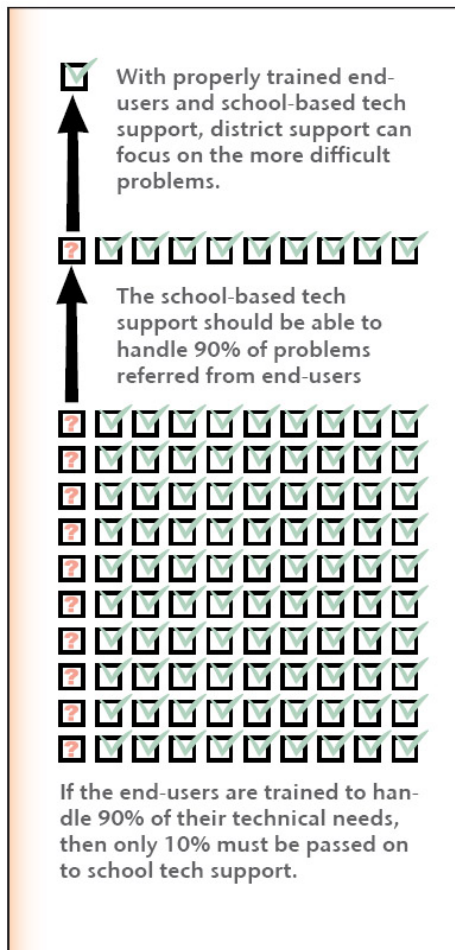 With properly trained end-
users and school-based tech
support, district support can
focus on the more difficult
problems.
?
The school-based tech
support should be able to
handle 90% of problems
referred from end-users
?
?
?
?
?
?
?
?
?
?
If the end-users are trained to han-
dle 90% of their technical needs,
then only 10% must be passed on
to school tech support.